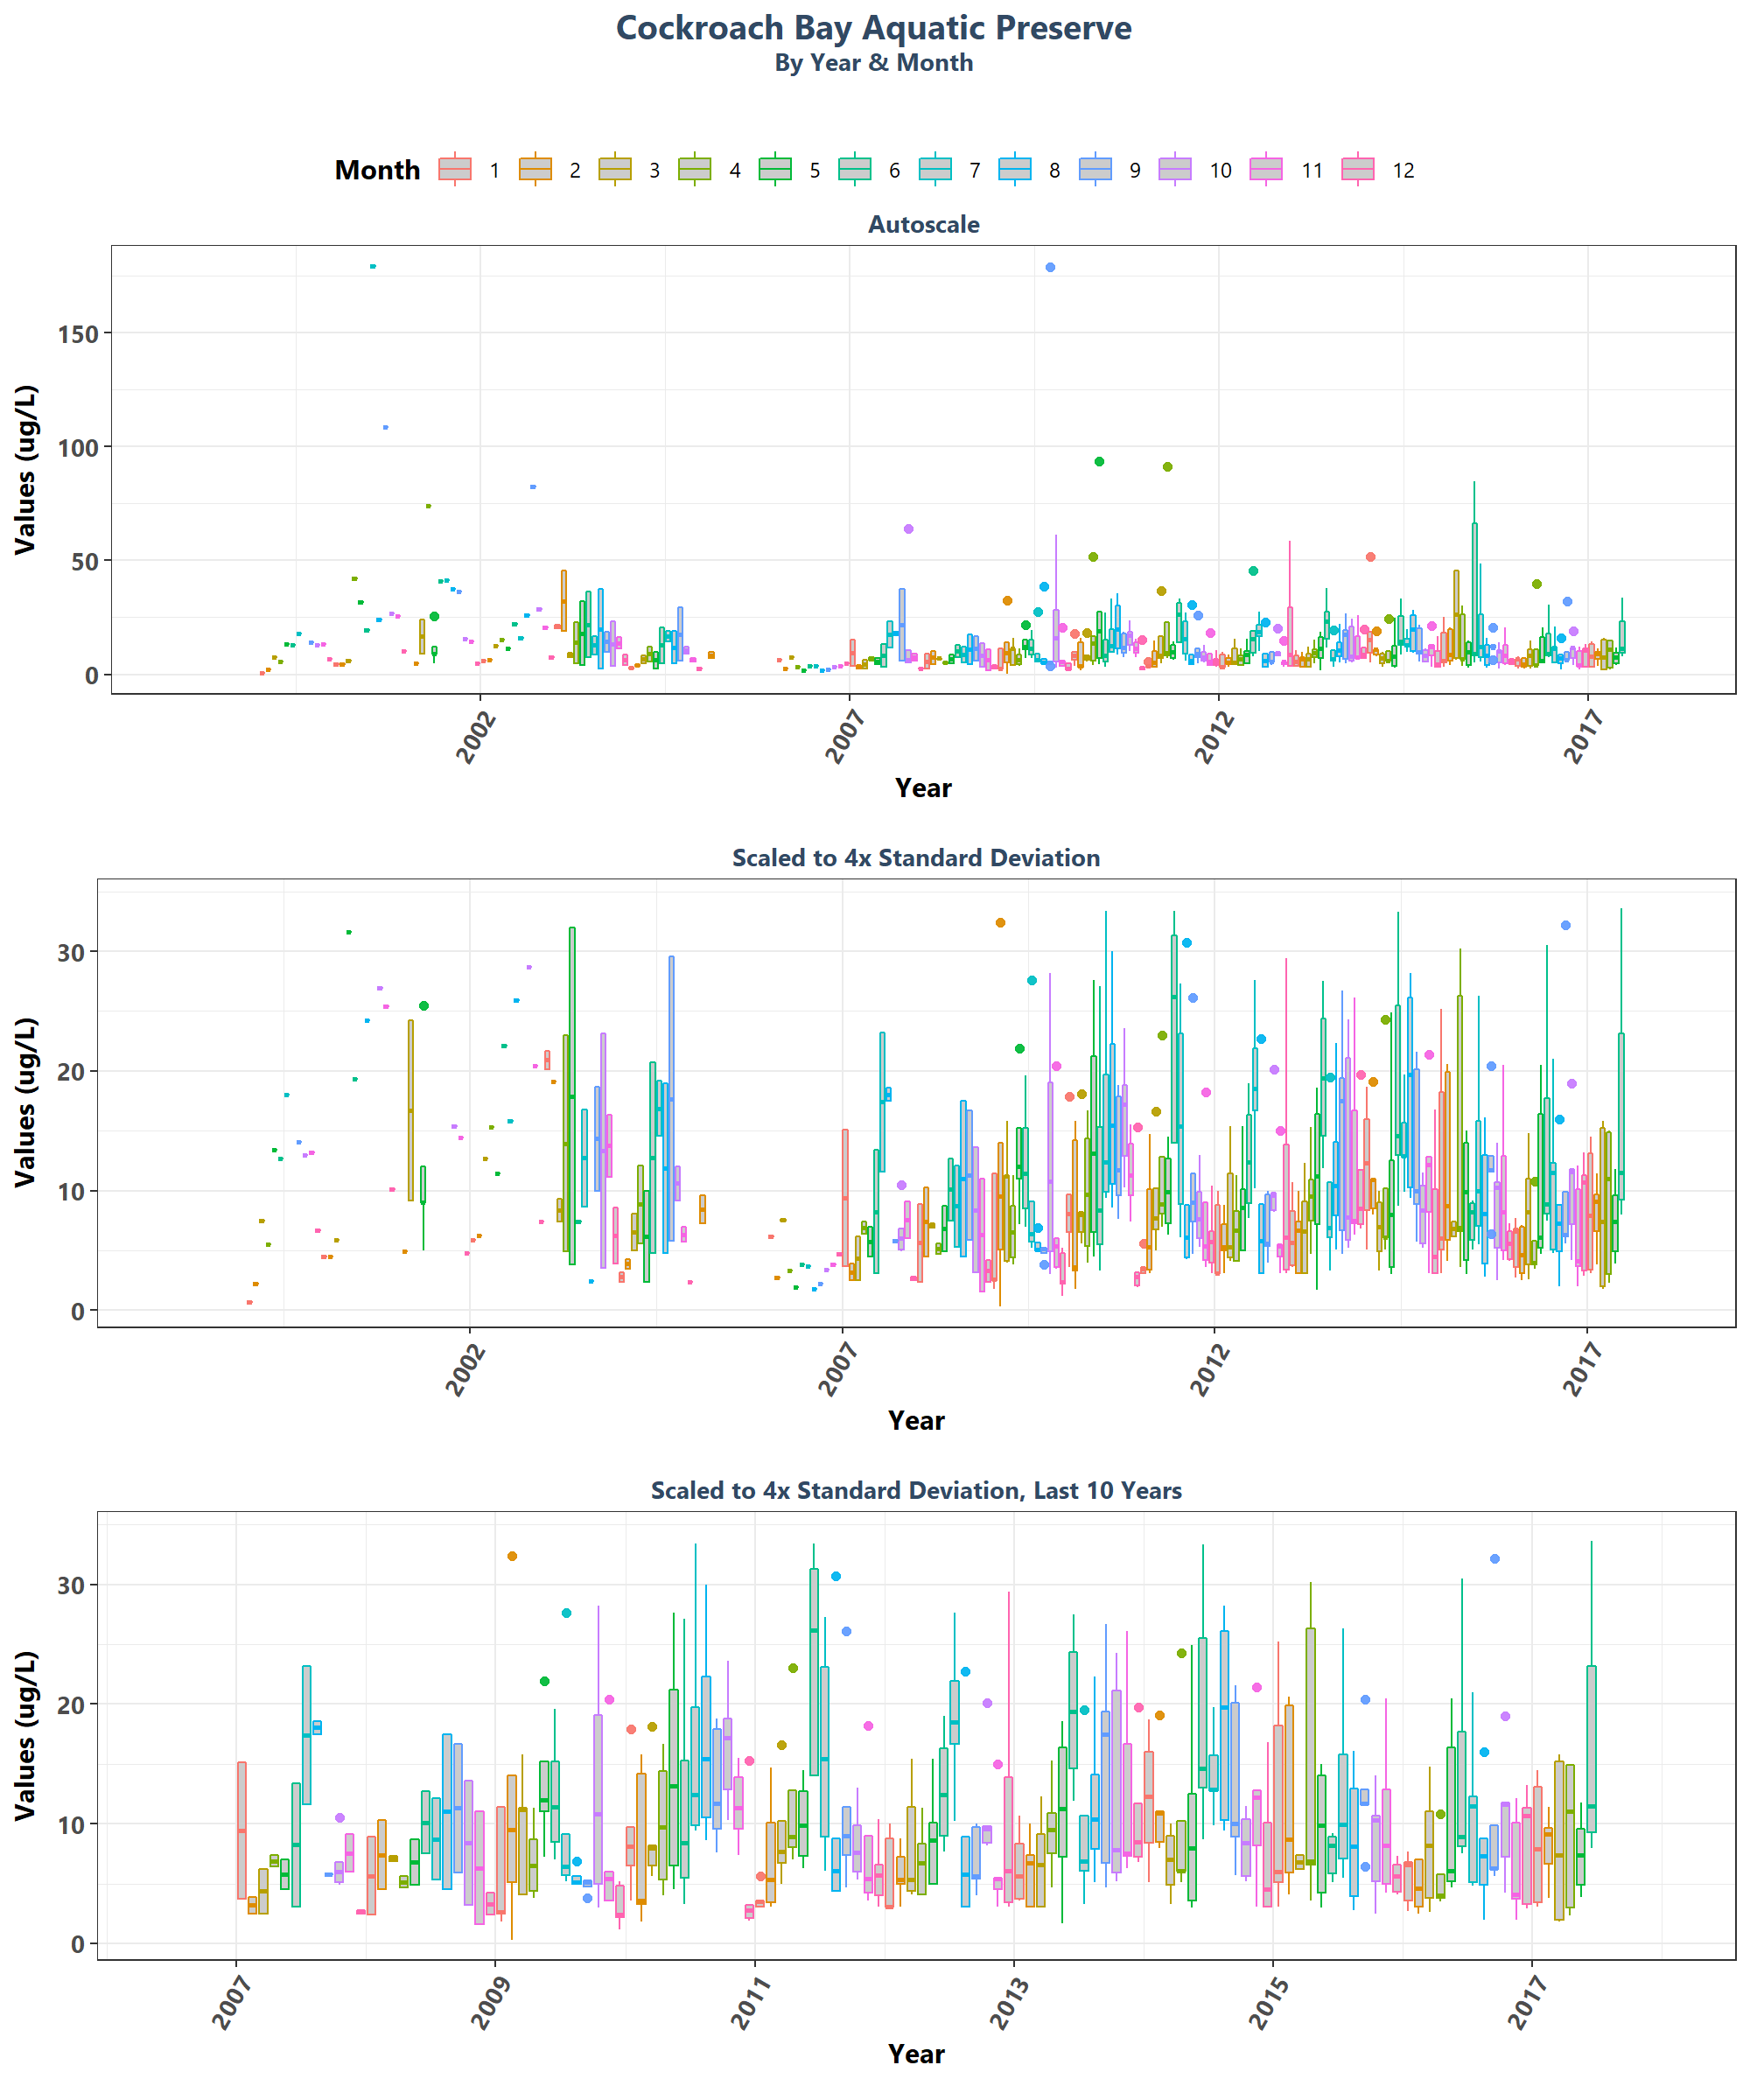 Cockroach Bay Aquatic Preserve
By Year & Month
Month 1 2 3 4 5 6 7 8 9 10 11 12
Autoscale
Values (ug/L)
150
100
50
0
2002 2007 2012 2017
Year
Scaled to 4x Standard Deviation
Values (ug/L)
30
20
10
0
2002 2007 2012 2017
Year
Scaled to 4x Standard Deviation, Last 10 Years
Values (ug/L)
30
20
10
0
2007 2009 2011 2013 2015 2017
Year